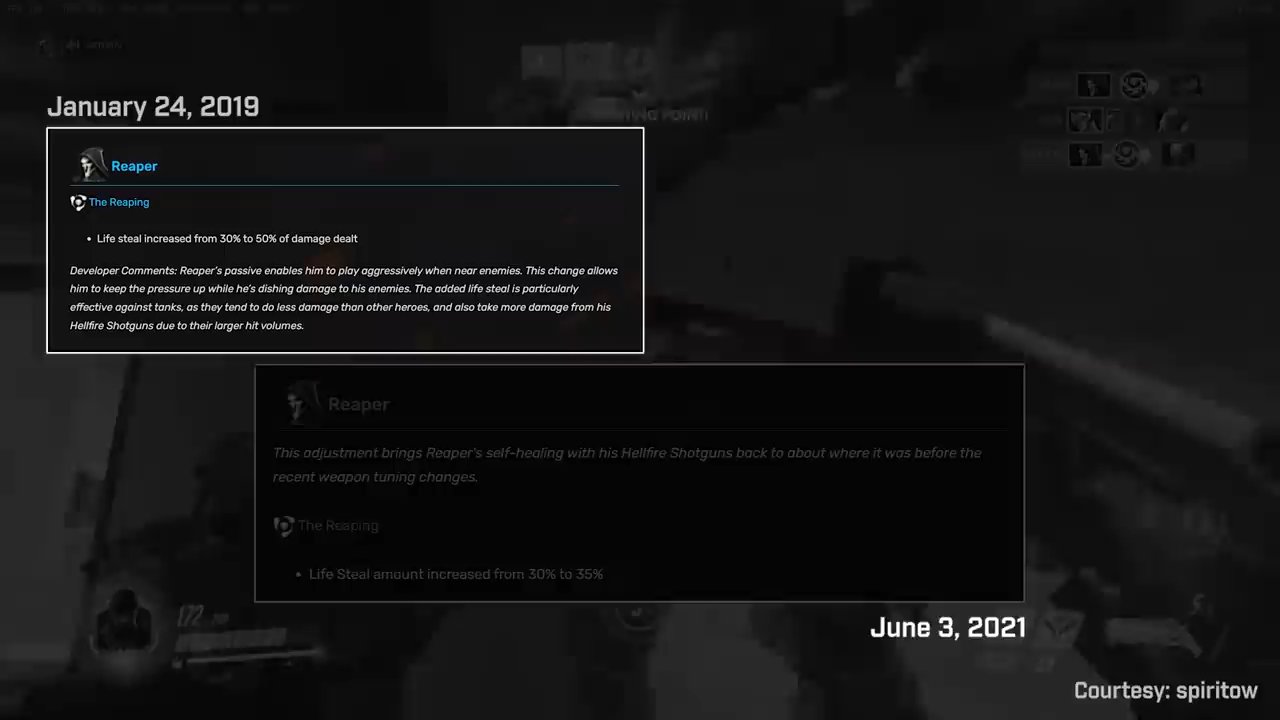 January 24, 2019
Reaper
The Reaping
• Life steal increased from 30% to 50% of damage dealt
Developer Comments: Reaper's passive enables him to play aggressively when near enemies. This change allows
him to keep the pressure up while he's dishing damage to his enemies. The added life steal is particularly
effective against tanks, as they tend to do less damage than other heroes, and also take more damage from his
Hellfire Shotguns due to their larger hit volumes.
Reaper
This adjustment brings Reaper's self-healing with his Hellfire Shotguns back to about where it was before the
recent weapon tuning changes.
The Reaping
• Life Steal amount increased from 30% to 35%
172
June 3, 2021
Courtesy: spiritow